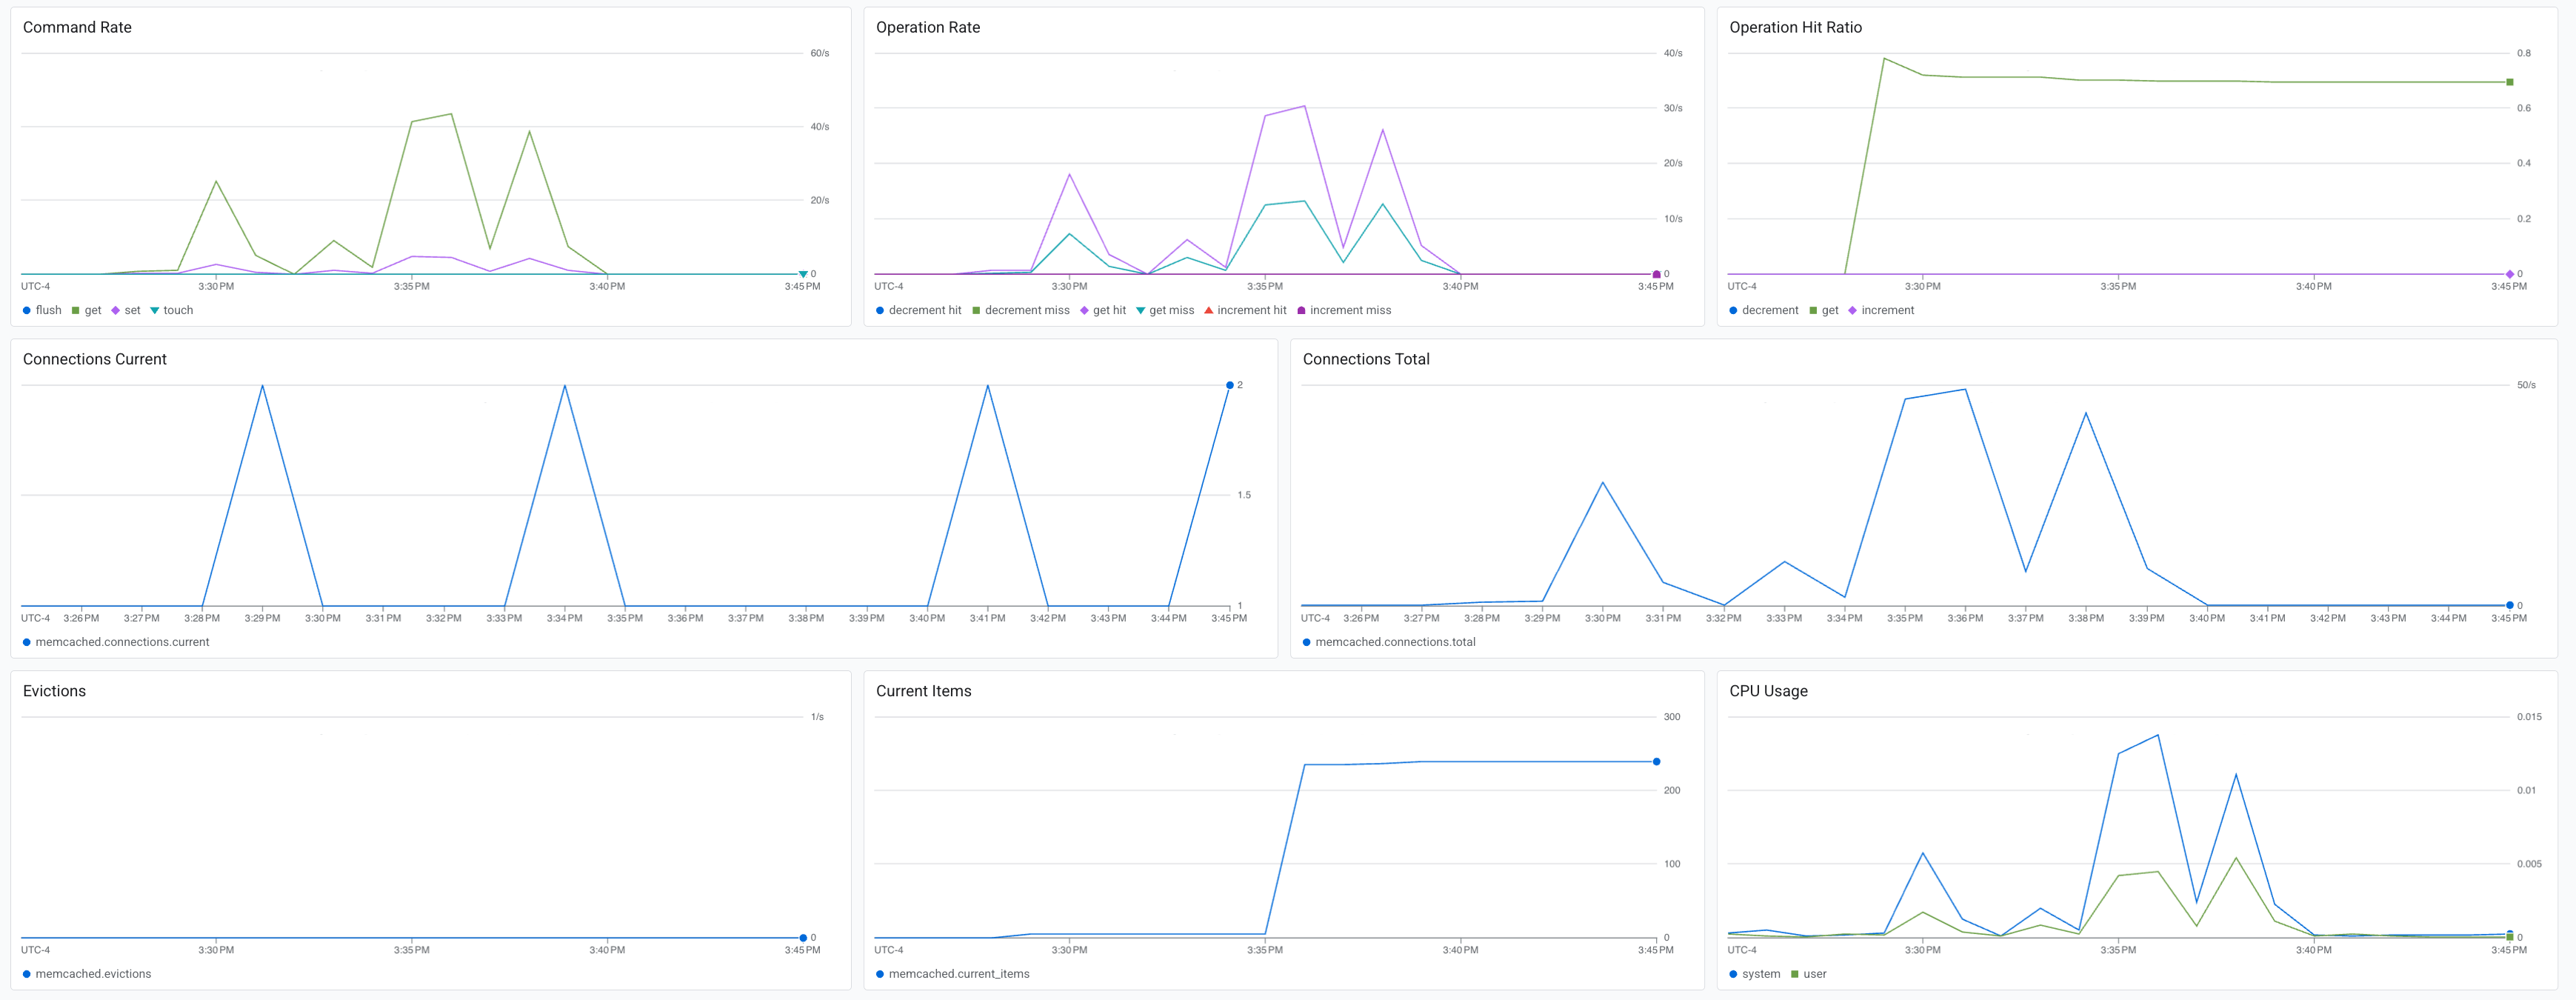 Command Rate
60/s
40/s
20/s
0
UTC-4 3:30 PM 3:35 PM 3:40 PM 3:45 PM
flush get set touch
Operation Rate
40/s
30/s
20/s
10/s
0
UTC-4 3:30 PM 3:35 PM 3:40 PM 3:45 PM
decrement hit decrement miss get hit get miss increment hit increment miss
Operation Hit Ratio
0.8
0.6
0.4
0.2
0
UTC-4 3:30 PM 3:35 PM 3:40 PM 3:45 PM
decrement get increment
Connections Current
2
1.5
1
UTC-4 3:26 PM 3:27 PM 3:28 PM 3:29 PM 3:30 PM 3:31 PM 3:32 PM 3:33 PM 3:34 PM 3:35 PM 3:36 PM 3:37 PM 3:38 PM 3:39 PM 3:40 PM 3:41 PM 3:42 PM 3:43 PM 3:44 PM 3:45 PM
memcached.connections.current
Connections Total
50/s
0
UTC-4 3:26 PM 3:27 PM 3:28 PM 3:29 PM 3:30 PM 3:31 PM 3:32 PM 3:33 PM 3:34 PM 3:35 PM 3:36 PM 3:37 PM 3:38 PM 3:39 PM 3:40 PM 3:41 PM 3:42 PM 3:43 PM 3:44 PM 3:45 PM
memcached.connections.total
Evictions
1/s
0
UTC-4 3:30 PM 3:35 PM 3:40 PM 3:45 PM
memcached.evictions
Current Items
300
200
100
0
UTC-4 3:30 PM 3:35 PM 3:40 PM 3:45 PM
memcached.current_items
CPU Usage
0.015
0.01
0.005
0
UTC-4 3:30 PM 3:35 PM 3:40 PM 3:45 PM
system user